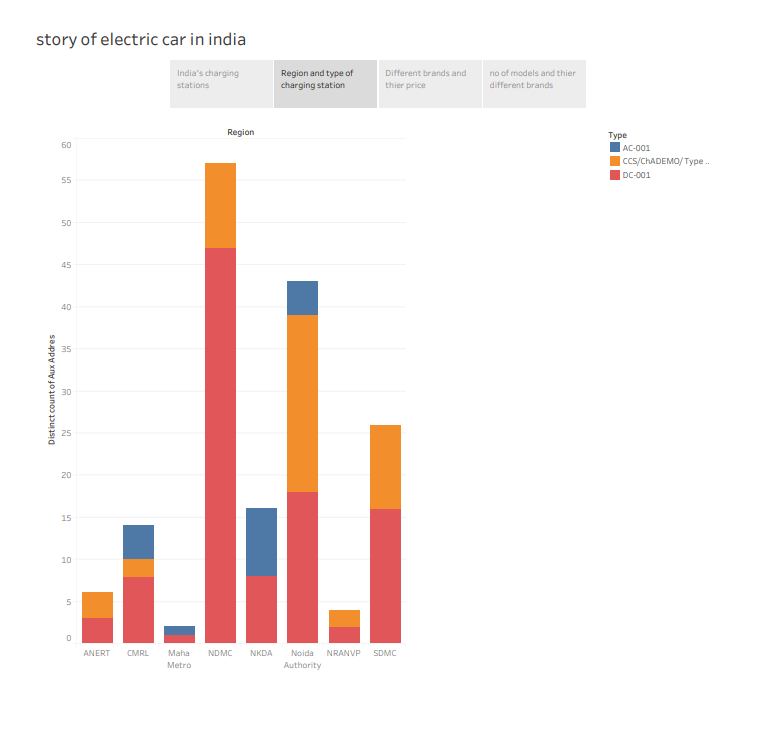 story of electric car in india
India's charging
stations
Region and type of
charging station
Different brands and
thier price
no of models and thier
different brands
Region
Type
AC-001
CCS/ChADEMO/ Type ..
DC-001
Distinct count of Aux Addres
60
55
50
45
40
35
30
25
20
15
10
5
0
ANERT
CMRL
Maha
Metro
NDMC
NKDA
Noida
Authority
NRANVP
SDMC